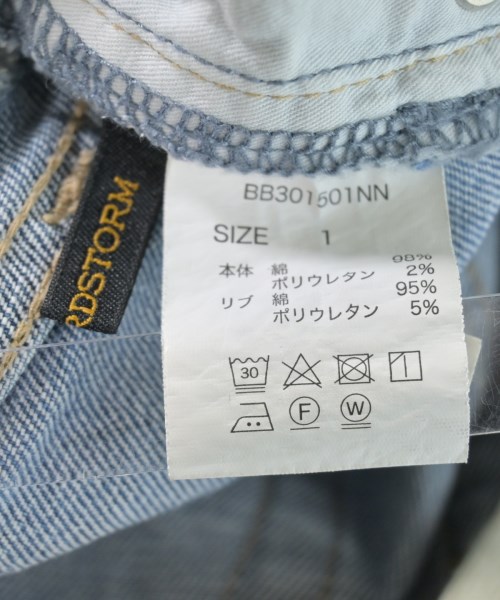 RDSTORM
BB301501NN
SIZE 1
本体 綿 98%
ポリウレタン 2%
リブ 綿 95%
ポリウレタン 5%
30
F W